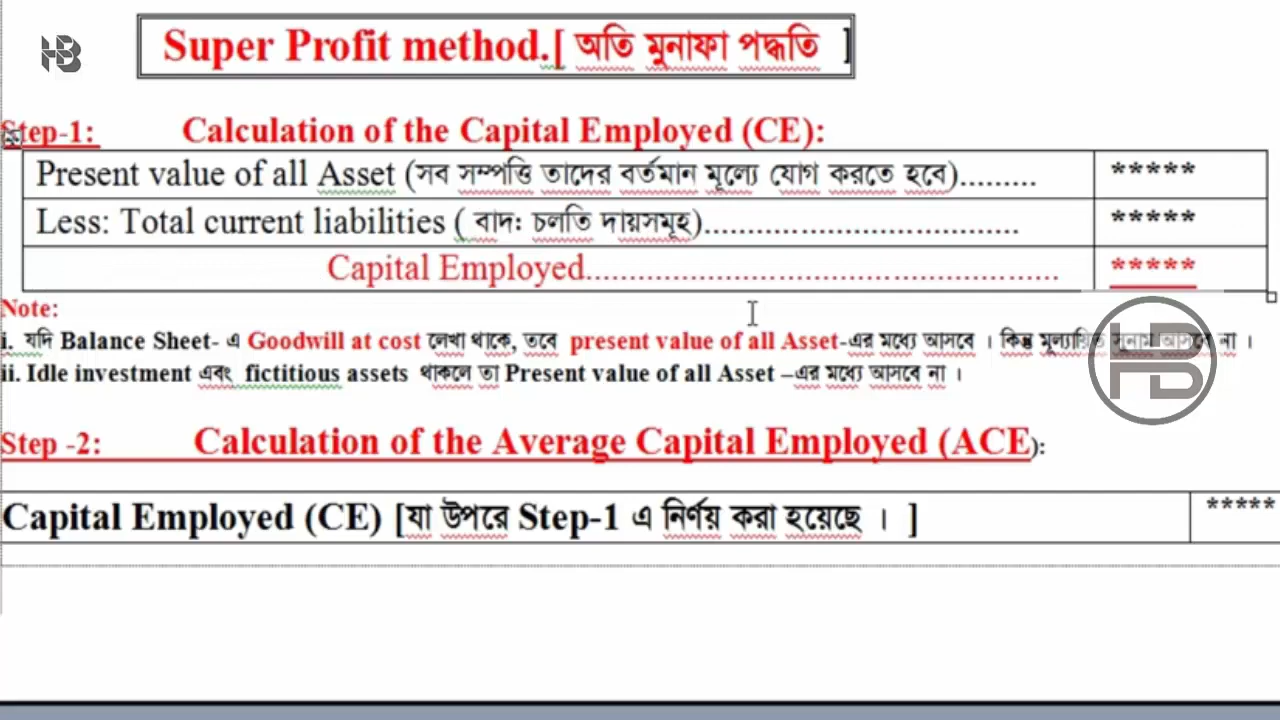 HB
Super Profit method.[ অতি মুনাফা পদ্ধতি ]
Step-1: Calculation of the Capital Employed (CE):
Present value of all Asset (সব সম্পত্তি তাদের বর্তমান মূল্যে যোগ করতে হবে)......... *****
Less: Total current liabilities ( বাদঃ চলতি দায়সমূহ)..................................... *****
Capital Employed...................................................... *****
Note:
i. যদি Balance Sheet- এ Goodwill at cost লেখা থাকে, তবে present value of all Asset-এর মধ্যে আসবে । কিন্তু মূল্যায়িত সুনাম আসবে না ।
ii. Idle investment এবং fictitious assets থাকলে তা Present value of all Asset –এর মধ্যে আসবে না ।
HB
Step -2: Calculation of the Average Capital Employed (ACE):
Capital Employed (CE) [যা উপরে Step-1 এ নির্ণয় করা হয়েছে । ] *****